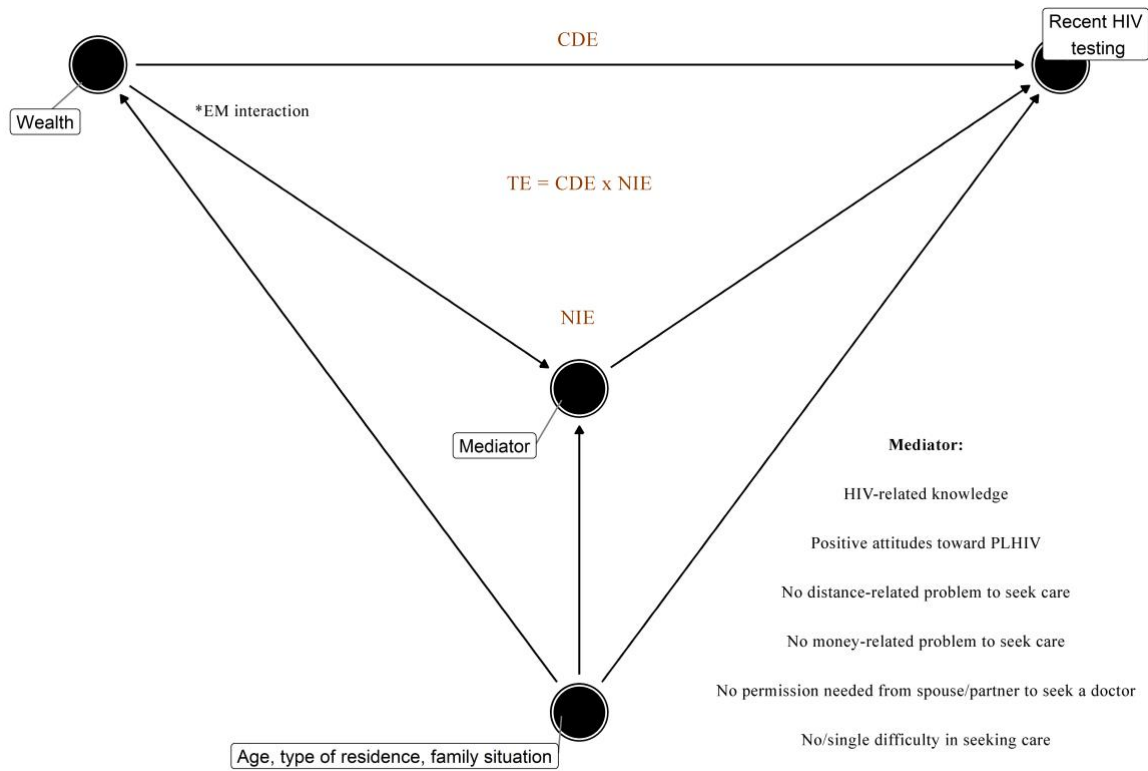 CDE
Recent HIV
testing
Wealth
*EM interaction
TE = CDE x NIE
NIE
Mediator
Mediator:
HIV-related knowledge
Positive attitudes toward PLHIV
No distance-related problem to seek care
No money-related problem to seek care
No permission needed from spouse/partner to seek a doctor
No/single difficulty in seeking care
Age, type of residence, family situation